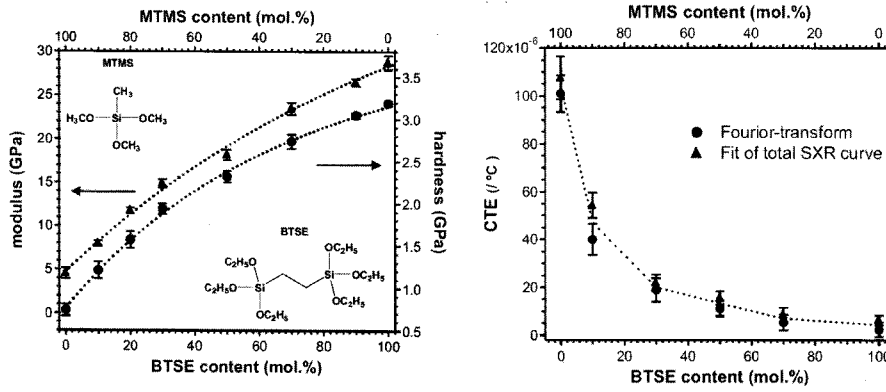 MTMS content (mol.%)
100 80 60 40 20 0
30
25
20
15
10
5
0
modulus (GPa)
MTMS
CH₃
H₃CO Si OCH₃
OCH₃
BTSE
OC₂H₅
C₂H₅O Si OC₂H₅
C₂H₅O Si OC₂H₅
OC₂H₅
3.5
3.0
2.5
2.0
1.5
1.0
0.5
hardness (GPa)
0 20 40 60 80 100
BTSE content (mol.%)
MTMS content (mol.%)
100 80 60 40 20 0
120x10⁻⁶
100
80
60
40
20
0
CTE (/°C)
Fourior-transform
Fit of total SXR curve
0 20 40 60 80 100
BTSE content (mol.%)